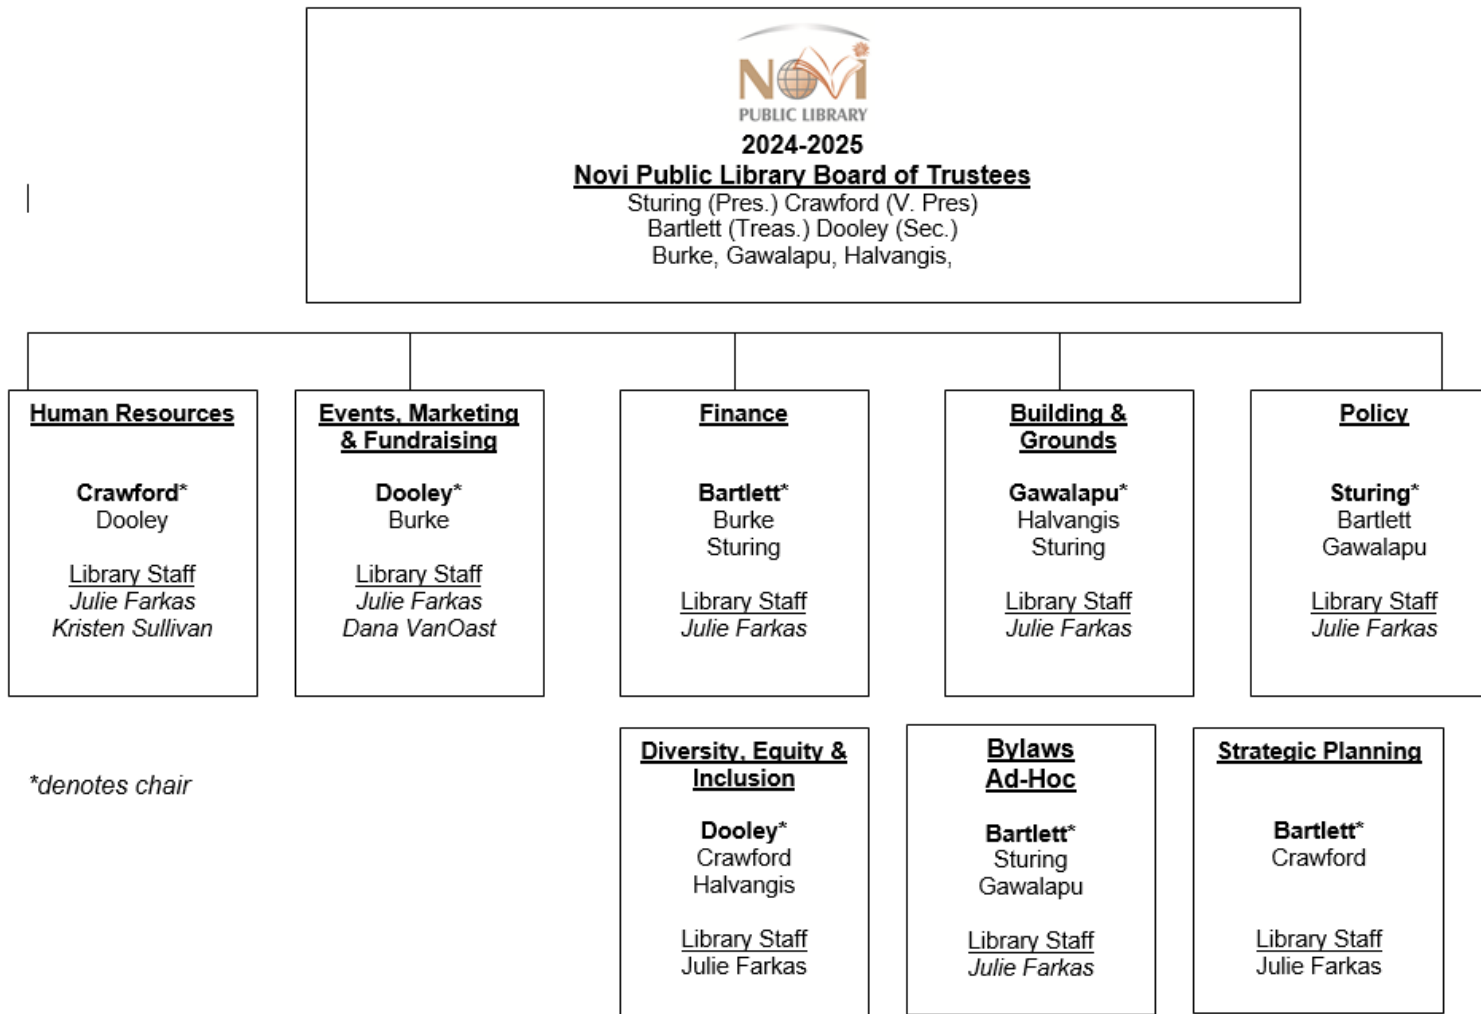 NOVI
PUBLIC LIBRARY
2024-2025
Novi Public Library Board of Trustees
Sturing (Pres.) Crawford (V. Pres)
Bartlett (Treas.) Dooley (Sec.)
Burke, Gawalapu, Halvangis,
Human Resources
Crawford*
Dooley
Library Staff
Julie Farkas
Kristen Sullivan
Events, Marketing
& Fundraising
Dooley*
Burke
Library Staff
Julie Farkas
Dana VanOast
Finance
Bartlett*
Burke
Sturing
Library Staff
Julie Farkas
Building &
Grounds
Gawalapu*
Halvangis
Sturing
Library Staff
Julie Farkas
Policy
Sturing*
Bartlett
Gawalapu
Library Staff
Julie Farkas
*denotes chair
Diversity, Equity &
Inclusion
Dooley*
Crawford
Halvangis
Library Staff
Julie Farkas
Bylaws
Ad-Hoc
Bartlett*
Sturing
Gawalapu
Library Staff
Julie Farkas
Strategic Planning
Bartlett*
Crawford
Library Staff
Julie Farkas